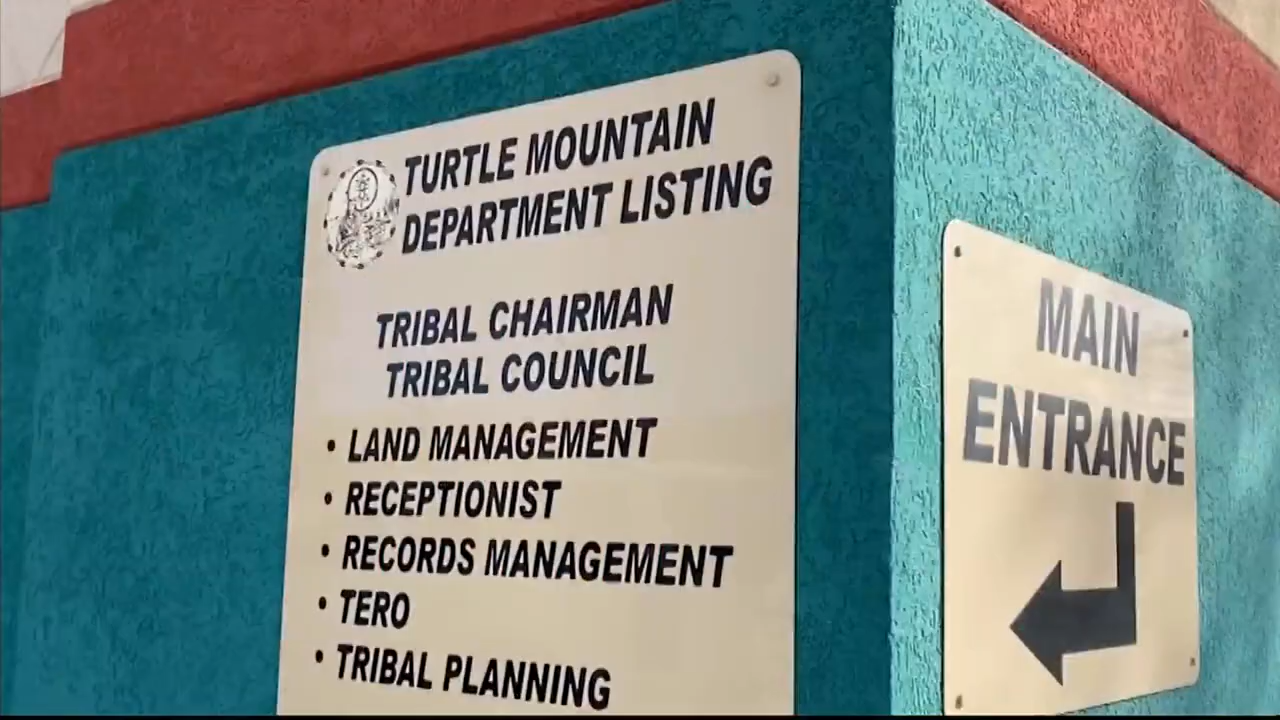 TURTLE MOUNTAIN
DEPARTMENT LISTING
TRIBAL CHAIRMAN
TRIBAL COUNCIL
• LAND MANAGEMENT
• RECEPTIONIST
• RECORDS MANAGEMENT
• TERO
• TRIBAL PLANNING
MAIN
ENTRANCE